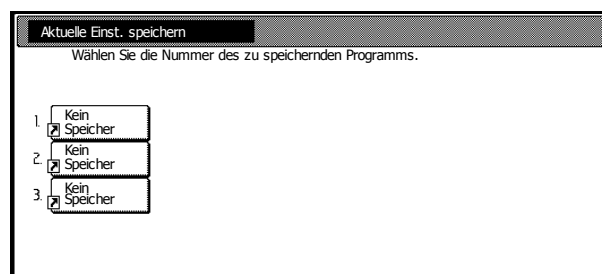 Aktuelle Einst. speichern
Wählen Sie die Nummer des zu speichernden Programms.
1. Kein
Speicher
2. Kein
Speicher
3. Kein
Speicher